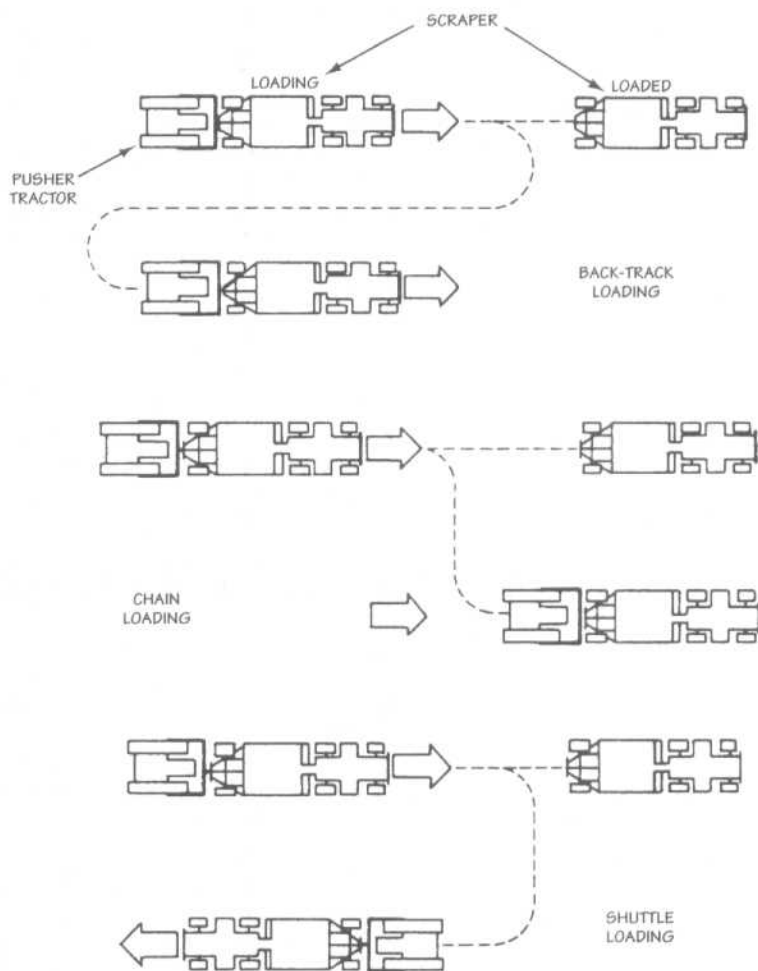 SCRAPER
LOADING
LOADED
PUSHER
TRACTOR
BACK-TRACK
LOADING
CHAIN
LOADING
SHUTTLE
LOADING